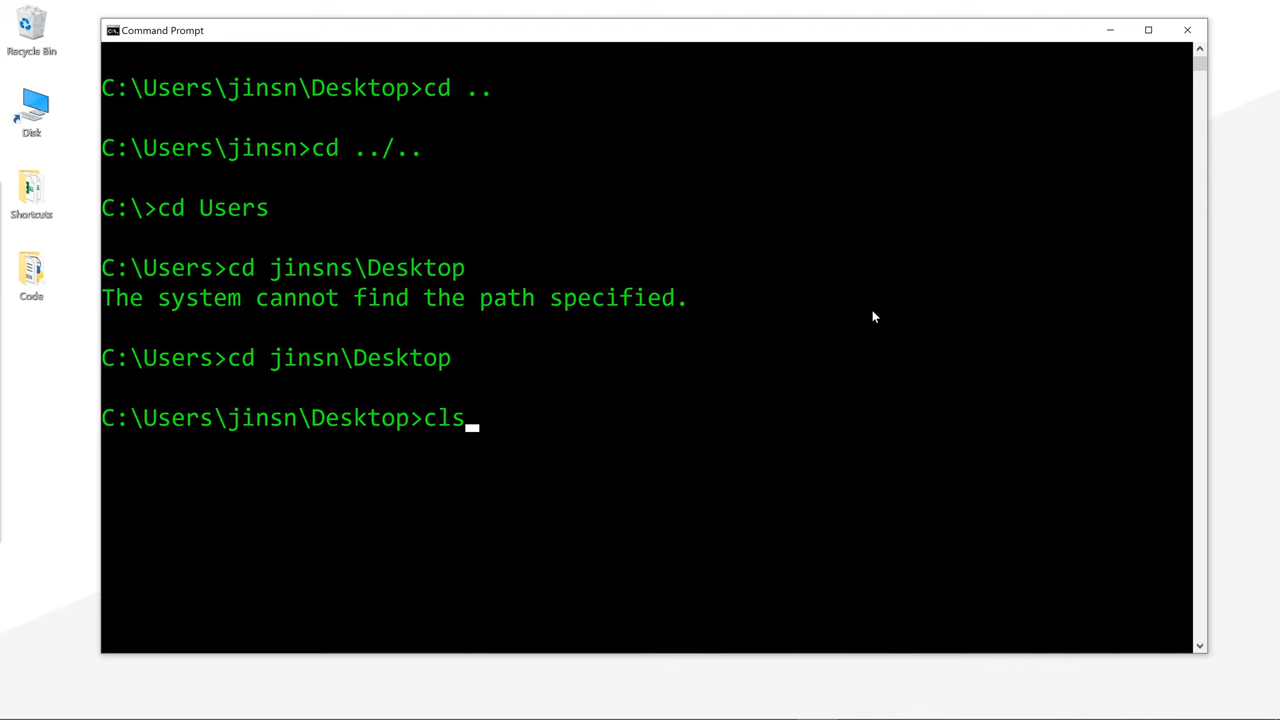 Recycle Bin
Disk
Shortcuts
Code
Command Prompt
C:\Users\jinsn\Desktop>cd ..
C:\Users\jinsn>cd ../..
C:\>cd Users
C:\Users>cd jinsns\Desktop
The system cannot find the path specified.
C:\Users>cd jinsn\Desktop
C:\Users\jinsn\Desktop>cls